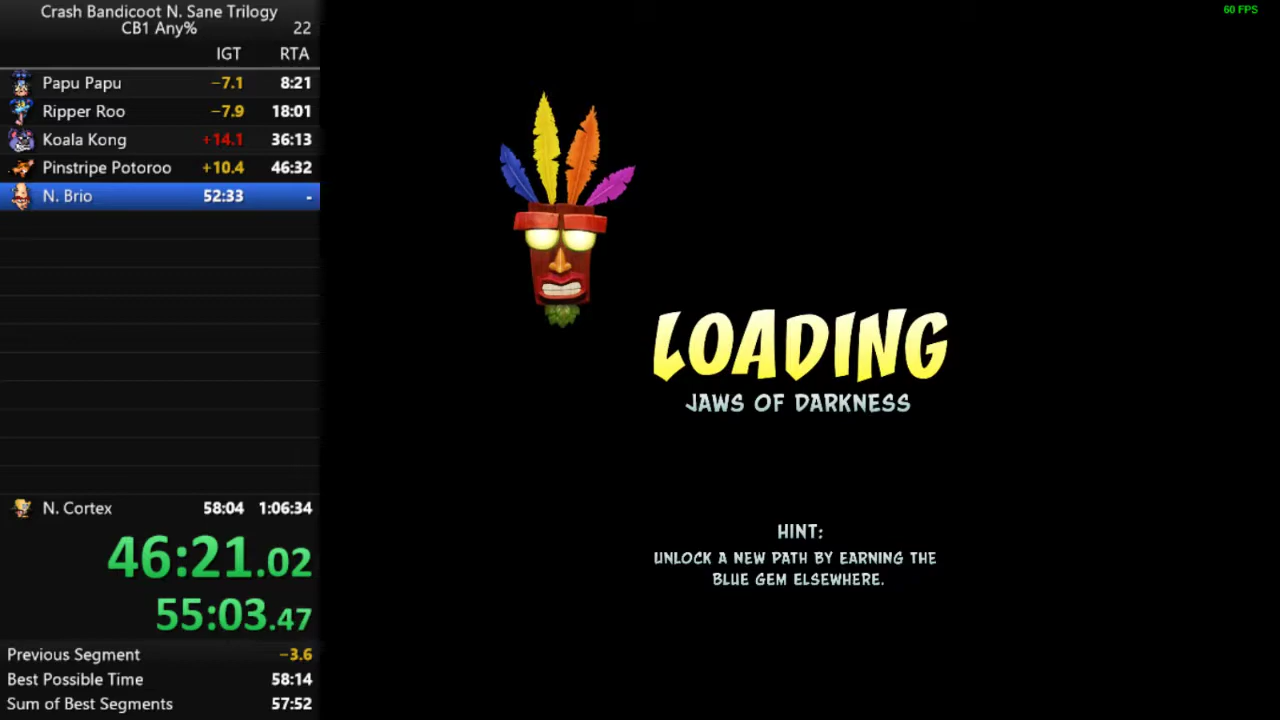 Crash Bandicoot N. Sane Trilogy
CB1 Any% 22
IGT RTA
Papu Papu −7.1 8:21
Ripper Roo −7.9 18:01
Koala Kong +14.1 36:13
Pinstripe Potoroo +10.4 46:32
N. Brio 52:33 -
N. Cortex 58:04 1:06:34
46:21.02
55:03.47
Previous Segment −3.6
Best Possible Time 58:14
Sum of Best Segments 57:52
60 FPS
LOADING
JAWS OF DARKNESS
HINT:
UNLOCK A NEW PATH BY EARNING THE
BLUE GEM ELSEWHERE.